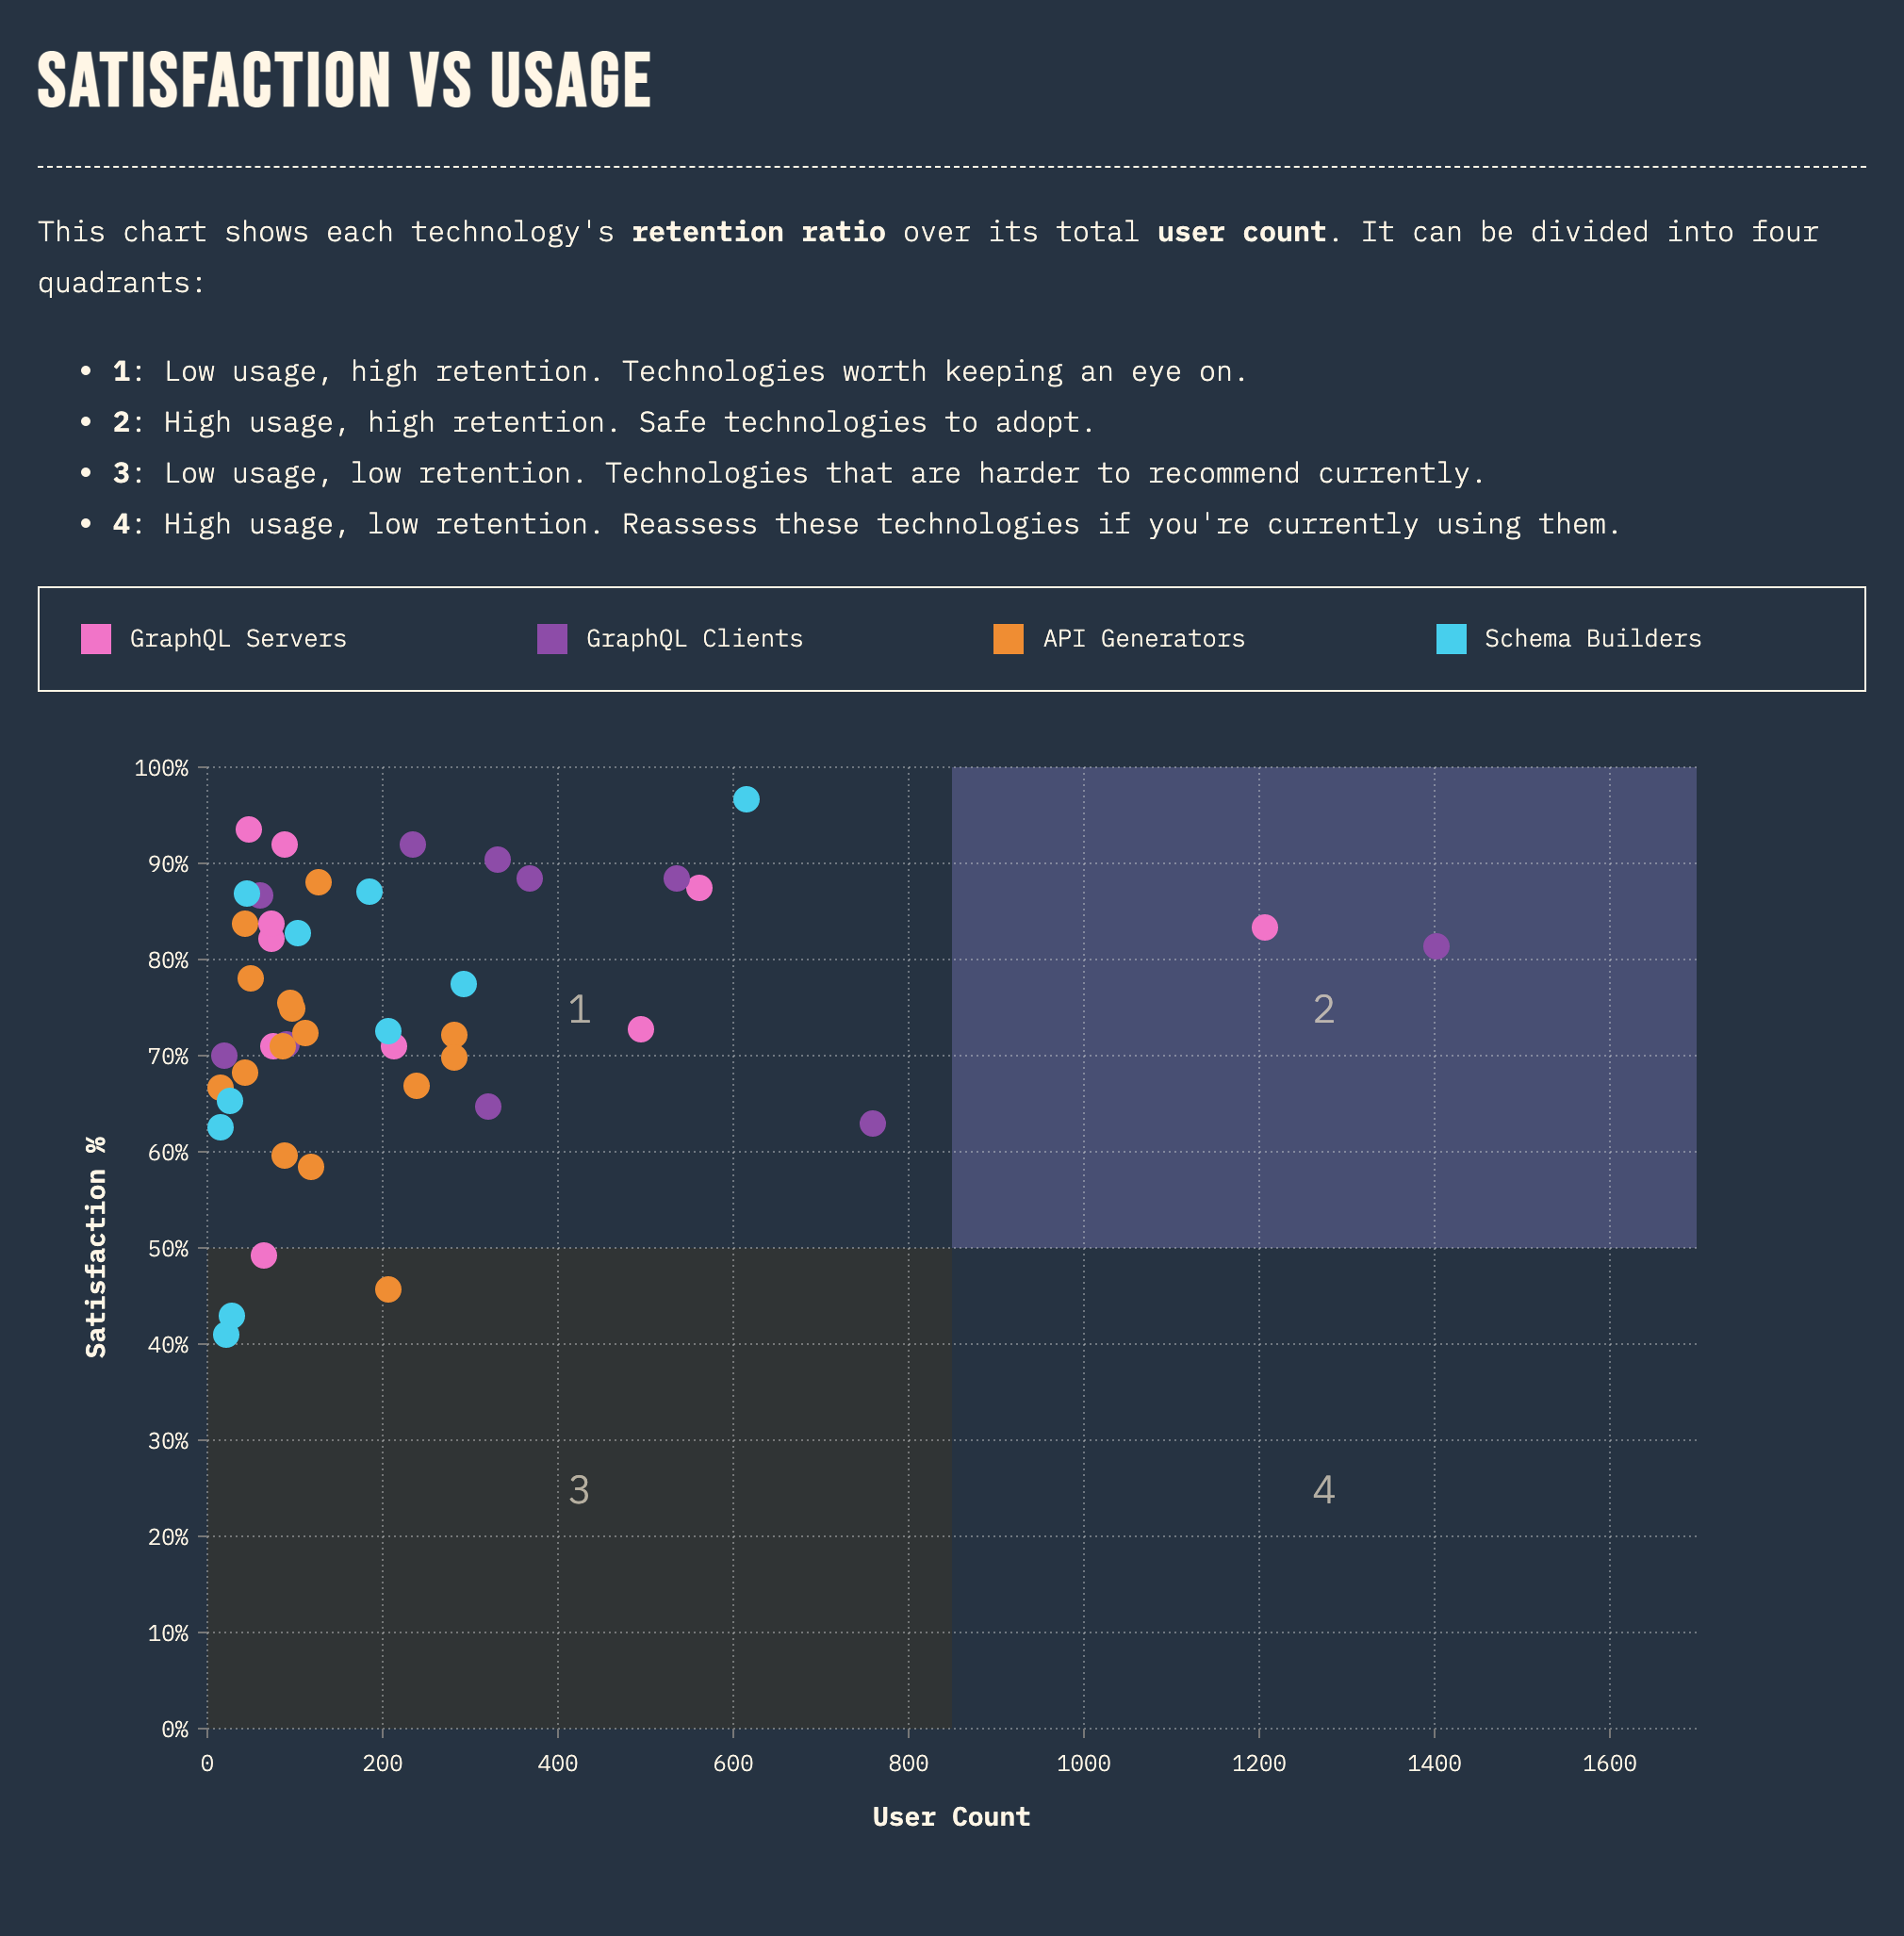 SATISFACTION VS USAGE
This chart shows each technology's retention ratio over its total user count. It can be divided into four
quadrants:
• 1: Low usage, high retention. Technologies worth keeping an eye on.
• 2: High usage, high retention. Safe technologies to adopt.
• 3: Low usage, low retention. Technologies that are harder to recommend currently.
• 4: High usage, low retention. Reassess these technologies if you're currently using them.
GraphQL Servers GraphQL Clients API Generators Schema Builders
100%
90%
80%
1 2
70%
60%
Satisfaction %
50%
40%
30%
3 4
20%
10%
0%
0 200 400 600 800 1000 1200 1400 1600
User Count